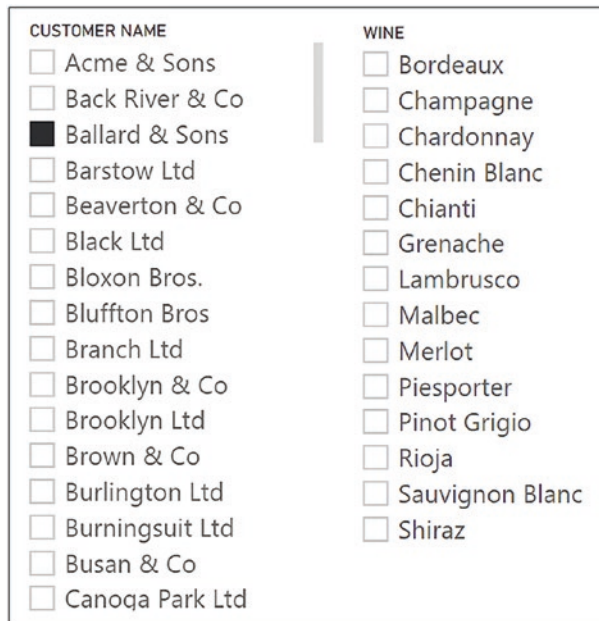 CUSTOMER NAME
Acme & Sons
Back River & Co
Ballard & Sons
Barstow Ltd
Beaverton & Co
Black Ltd
Bloxon Bros.
Bluffton Bros
Branch Ltd
Brooklyn & Co
Brooklyn Ltd
Brown & Co
Burlington Ltd
Burningsuit Ltd
Busan & Co
Canoga Park Ltd
WINE
Bordeaux
Champagne
Chardonnay
Chenin Blanc
Chianti
Grenache
Lambrusco
Malbec
Merlot
Piesporter
Pinot Grigio
Rioja
Sauvignon Blanc
Shiraz